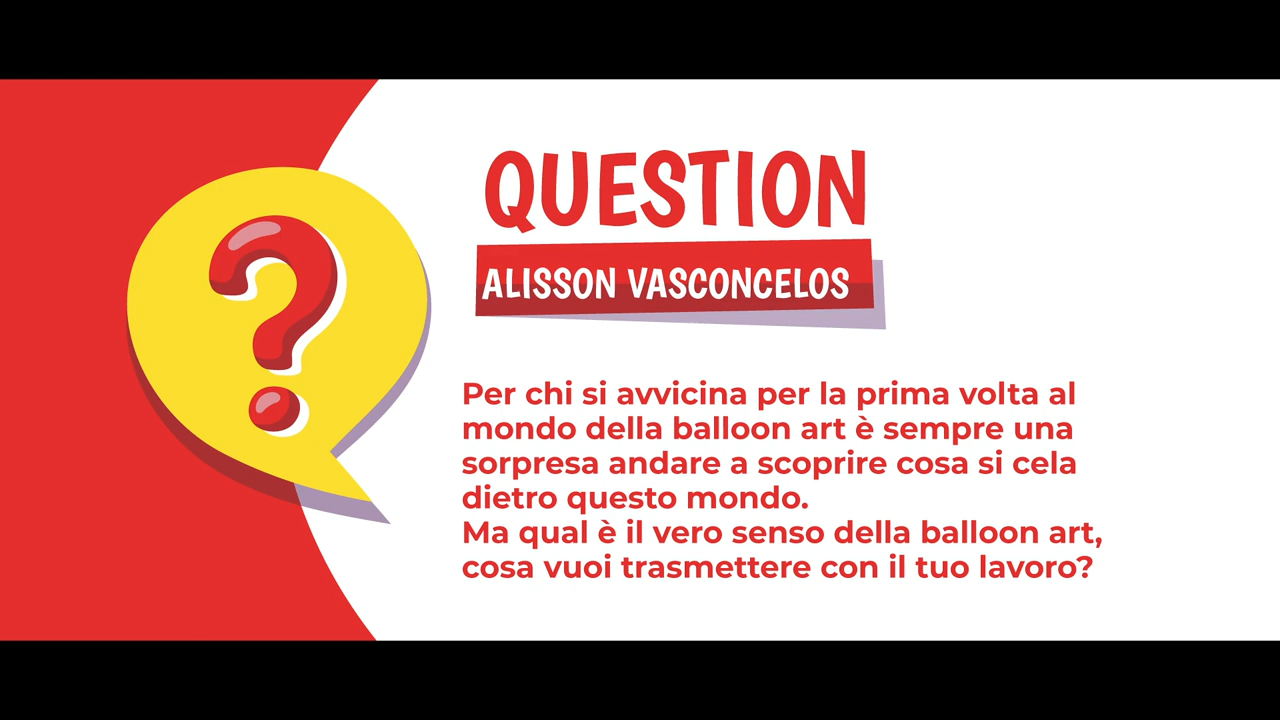 QUESTION
ALISSON VASCONCELOS
Per chi si avvicina per la prima volta al
mondo della balloon art è sempre una
sorpresa andare a scoprire cosa si cela
dietro questo mondo.
Ma qual è il vero senso della balloon art,
cosa vuoi trasmettere con il tuo lavoro?